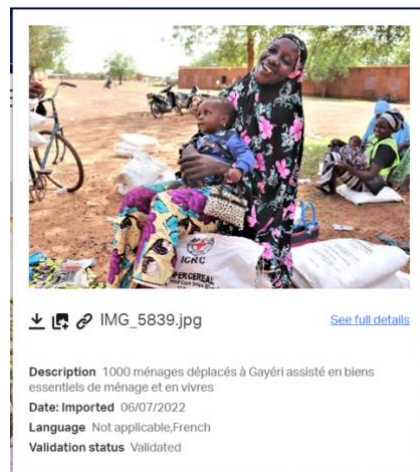 ICRC
IMG_5839.jpg
See full details
Description 1000 ménages déplacés à Gayéri assisté en biens
essentiels de ménage et en vivres
Date: Imported 06/07/2022
Language Not applicable,French
Validation status Validated